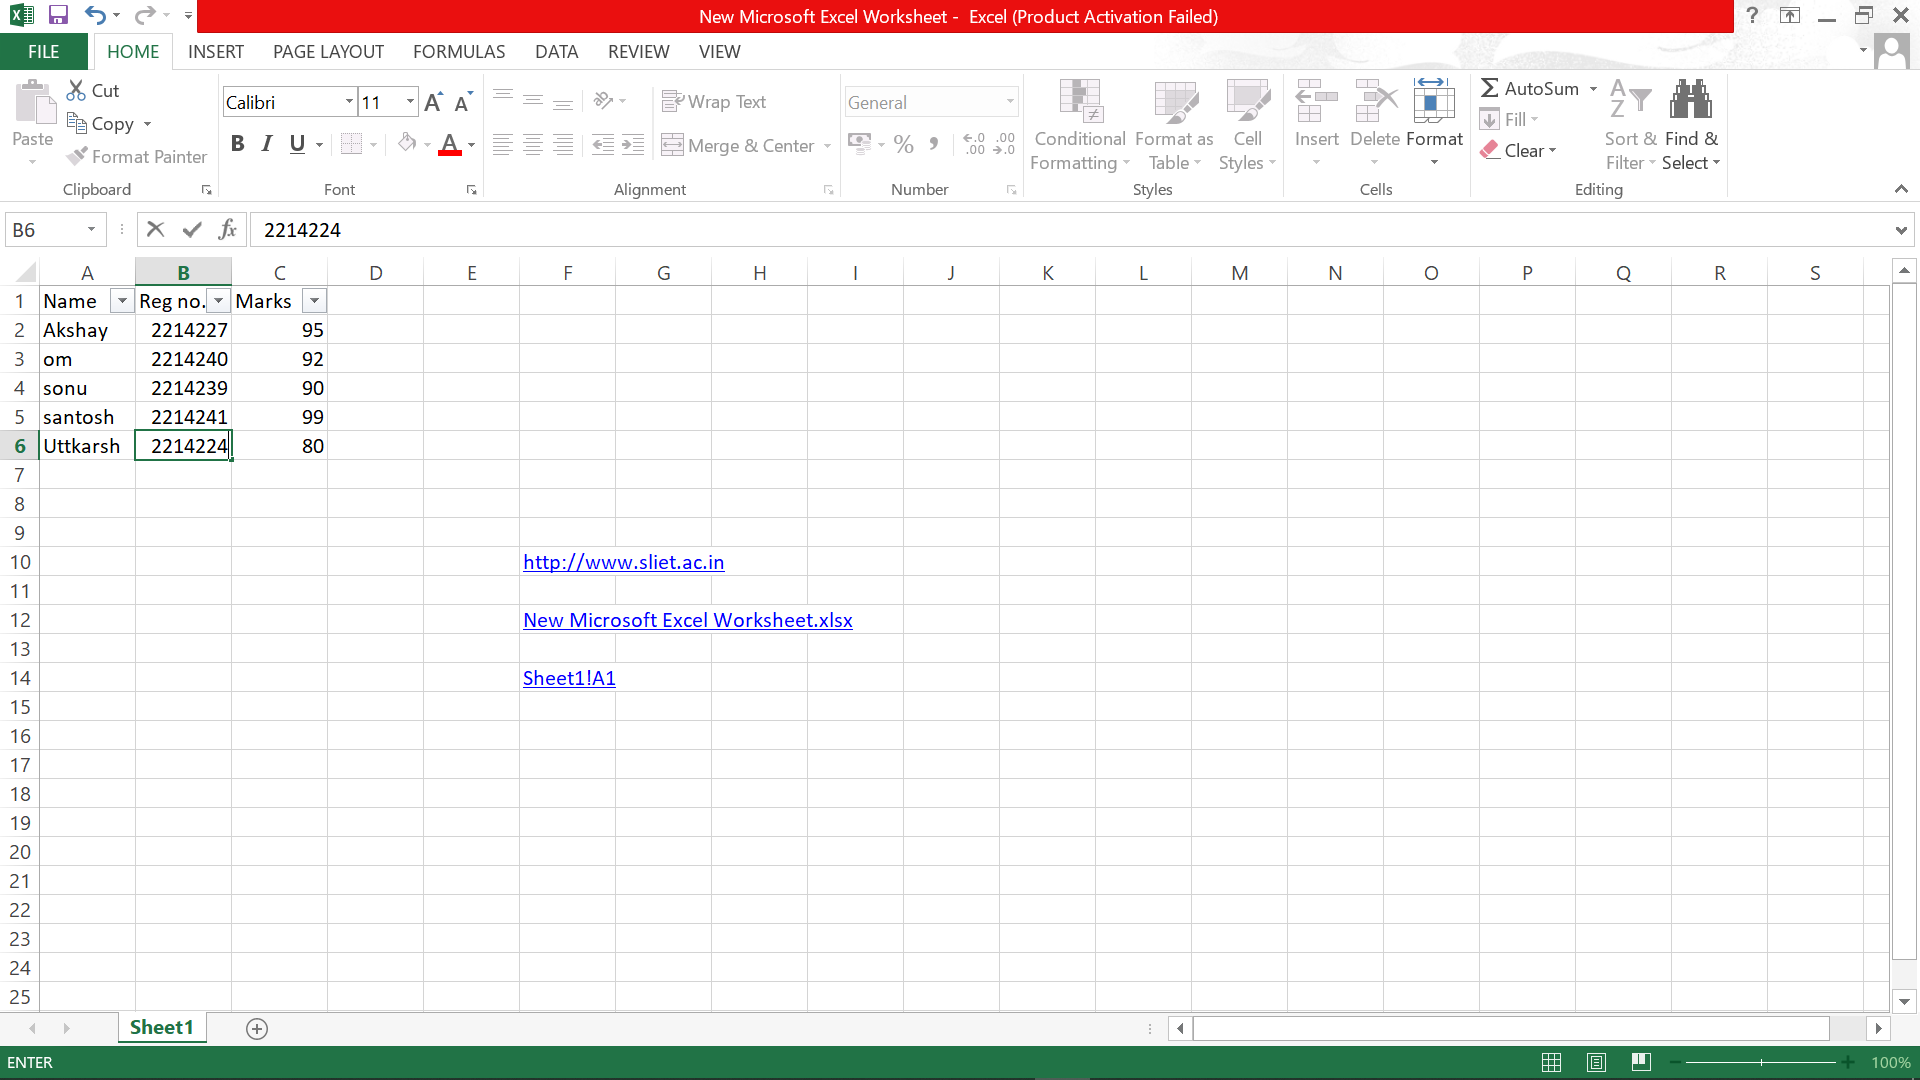 New Microsoft Excel Worksheet - Excel (Product Activation Failed)
?
FILE HOME INSERT PAGE LAYOUT FORMULAS DATA REVIEW VIEW
Paste
Cut
Copy
Format Painter
Clipboard
Calibri 11 A A
B I U A
Font
Wrap Text
Merge & Center
Alignment
General
% , .0 .00 .00 .0
Number
Conditional Formatting
Format as Table
Cell Styles
Styles
Insert Delete Format
Cells
AutoSum
Fill
Clear
Sort & Filter
Find & Select
Editing
B6 fx 2214224
A B C D E F G H I J K L M N O P Q R S
1 Name Reg no. Marks
2 Akshay 2214227 95
3 om 2214240 92
4 sonu 2214239 90
5 santosh 2214241 99
6 Uttkarsh 2214224 80
7
8
9
10 http://www.sliet.ac.in
11
12 New Microsoft Excel Worksheet.xlsx
13
14 Sheet1!A1
15
16
17
18
19
20
21
22
23
24
25
Sheet1
ENTER 100%